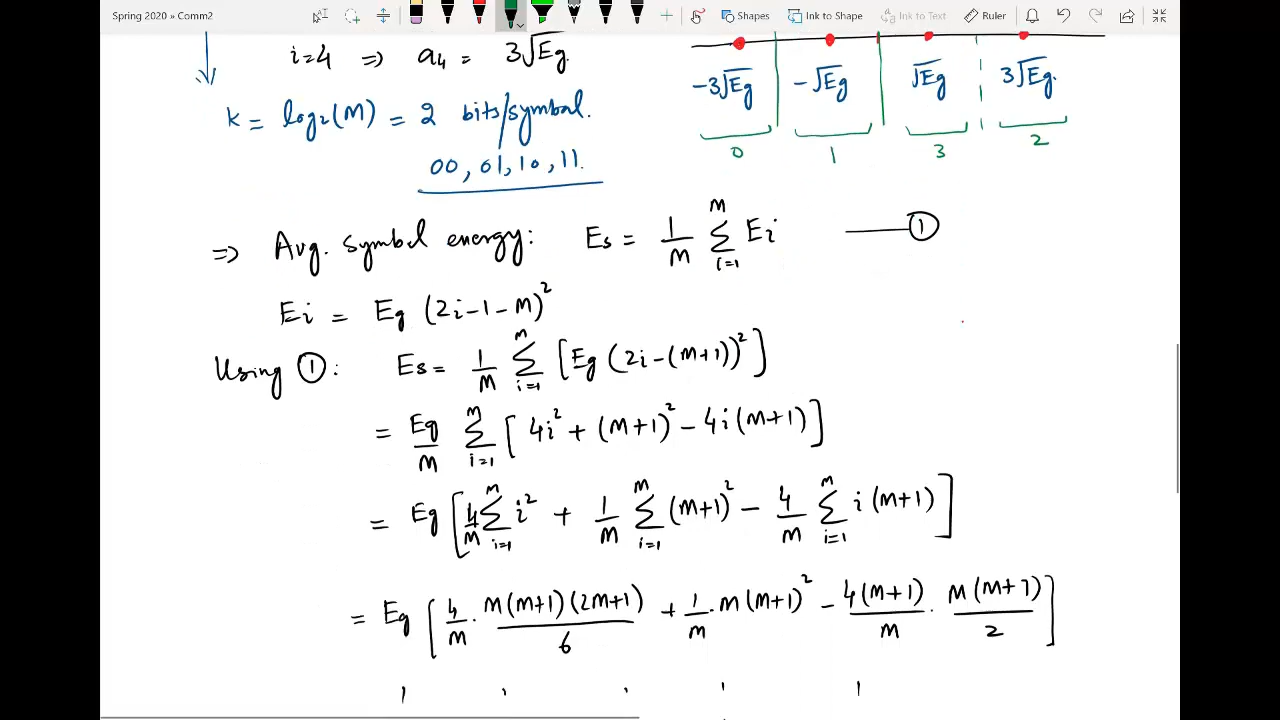 Spring 2020 » Comm2
Shapes Ink to Shape Ink to Text Ruler
i=4 ⇒ a₄ = 3√Eg
-3√Eg -√Eg √Eg 3√Eg.
K = log₂(M) = 2 bits/symbol.
0 1 3 2
00, 01, 10, 11.
⇒ Avg. symbol energy: Es = 1/M Σ_{i=1}^{M} Ei —— ①
Ei = Eg (2i-1-M)²
Using ①: Es = 1/M Σ_{i=1}^{M} [Eg (2i-(M+1))²]
= Eg/M Σ_{i=1}^{M} [4i² + (M+1)² - 4i(M+1)]
= Eg [4/M Σ_{i=1}^{M} i² + 1/M Σ_{i=1}^{M} (M+1)² - 4/M Σ_{i=1}^{M} i(M+1)]
= Eg [4/M · M(M+1)(2M+1)/6 + 1/M · M(M+1)² - 4(M+1)/M · M(M+1)/2]